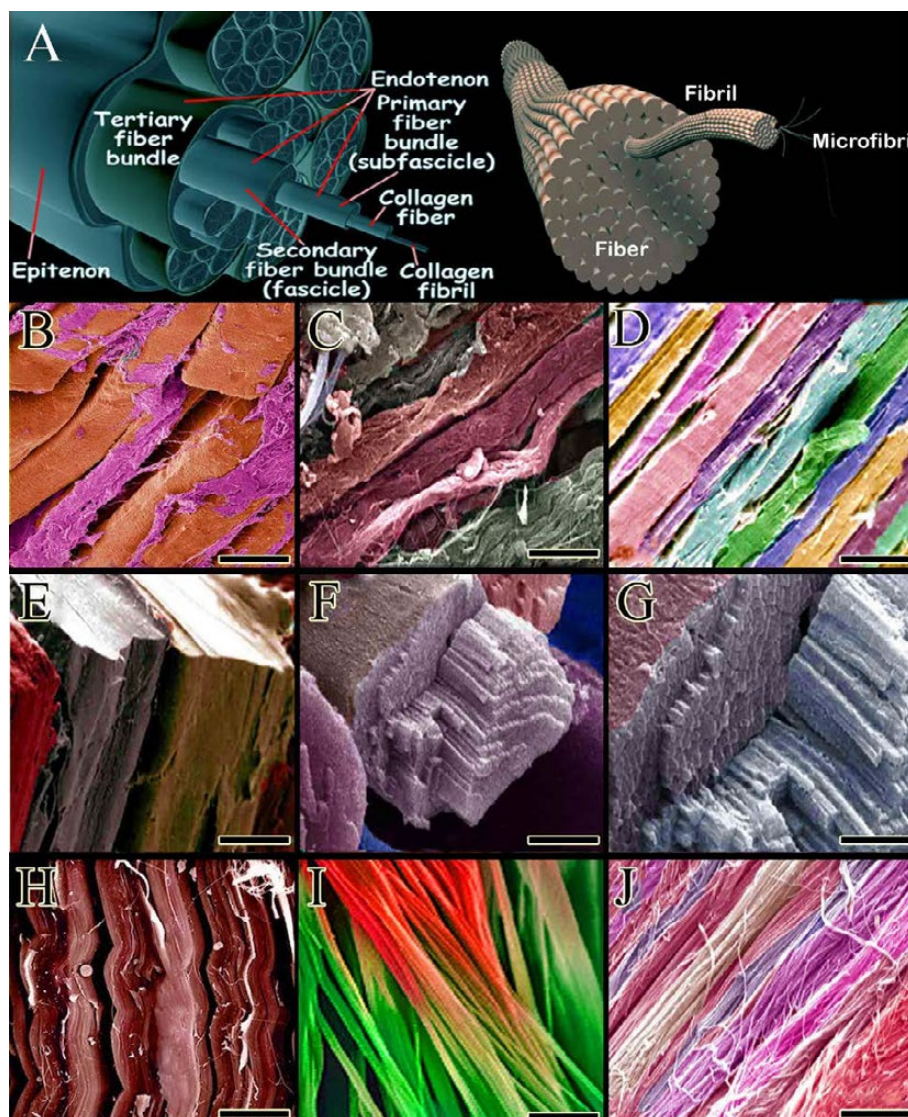 A
Endotenon
Tertiary
fiber
bundle
Primary
fiber
bundle
(subfascicle)
Collagen
fiber
Epitenon
Secondary
fiber bundle
(fascicle)
Collagen
fibril
Fibril
Microfibri
Fiber
B
C
D
E
F
G
H
I
J